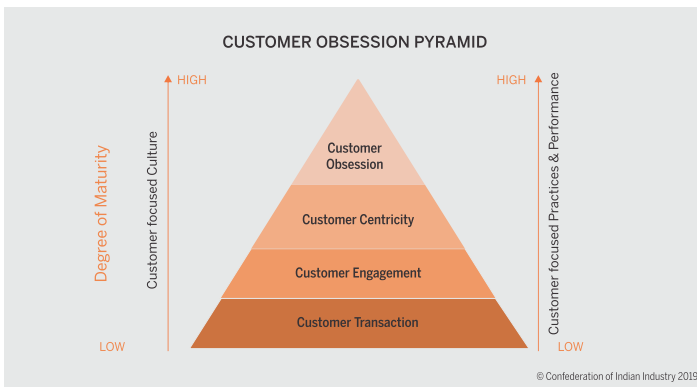 CUSTOMER OBSESSION PYRAMID
HIGH
HIGH
Degree of Maturity
Customer focused Culture
Customer
Obsession
Customer Centricity
Customer Engagement
Customer Transaction
Customer focused Practices & Performance
LOW
LOW
© Confederation of Indian Industry 2019